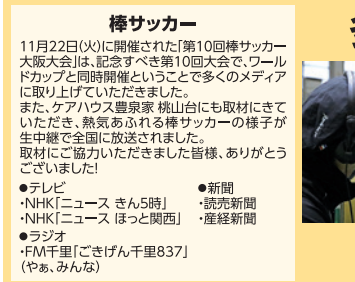 棒サッカー
11月22日(火)に開催された「第10回棒サッカー
大阪大会」は、記念すべき第10回大会で、ワール
ドカップと同時開催ということで多くのメディア
に取り上げていただきました。
また、ケアハウス豊泉家 桃山台にも取材にきて
いただき、熱気あふれる棒サッカーの様子が
生中継で全国に放送されました。
取材にご協力いただきました皆様、ありがとう
ございました!
●テレビ
・NHK「ニュース きん5時」
・NHK「ニュース ほっと関西」
●新聞
・読売新聞
・産経新聞
●ラジオ
・FM千里「ごきげん千里837」
(やぁ、みんな)